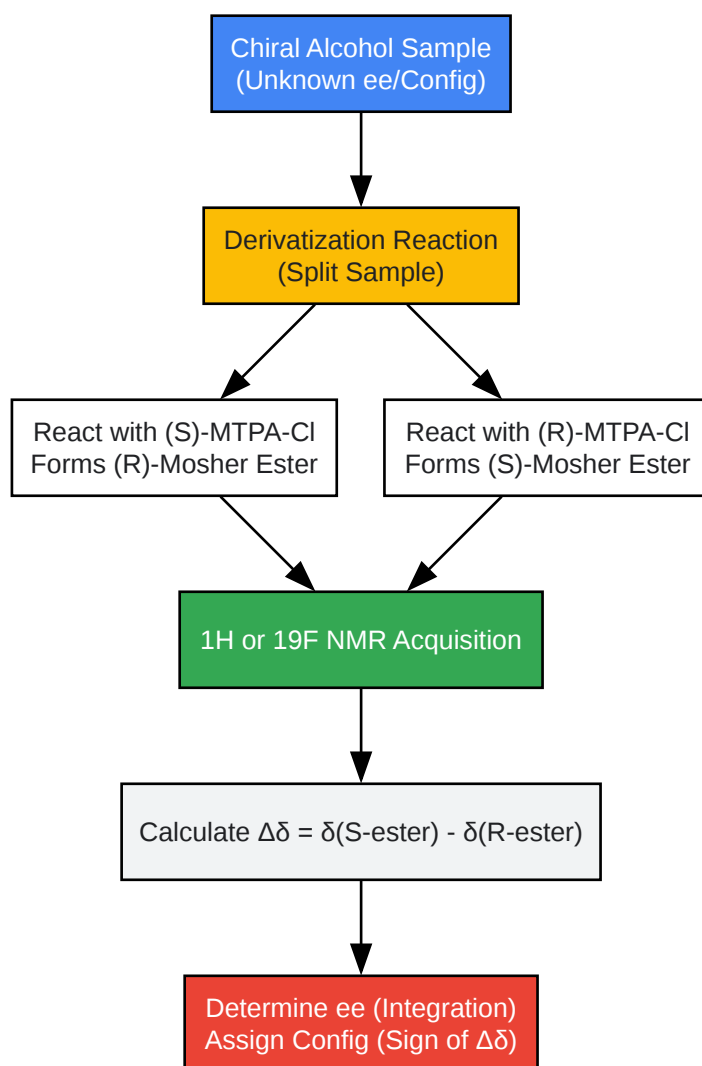 Chiral Alcohol Sample
(Unknown ee/Config)
Derivatization Reaction
(Split Sample)
React with (S)-MTPA-Cl
Forms (R)-Mosher Ester
React with (R)-MTPA-Cl
Forms (S)-Mosher Ester
1H or 19F NMR Acquisition
Calculate Δδ = δ(S-ester) - δ(R-ester)
Determine ee (Integration)
Assign Config (Sign of Δδ)